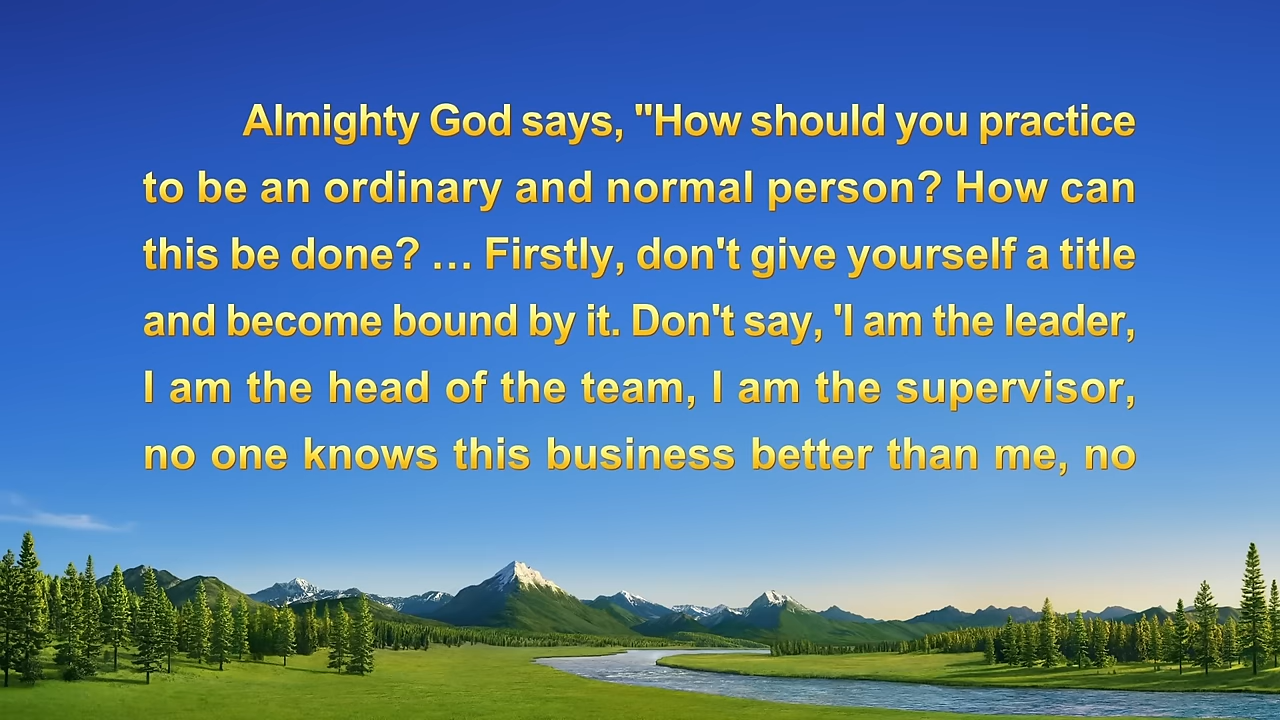 Almighty God says, "How should you practice
to be an ordinary and normal person? How can
this be done? … Firstly, don't give yourself a title
and become bound by it. Don't say, 'I am the leader,
I am the head of the team, I am the supervisor,
no one knows this business better than me, no